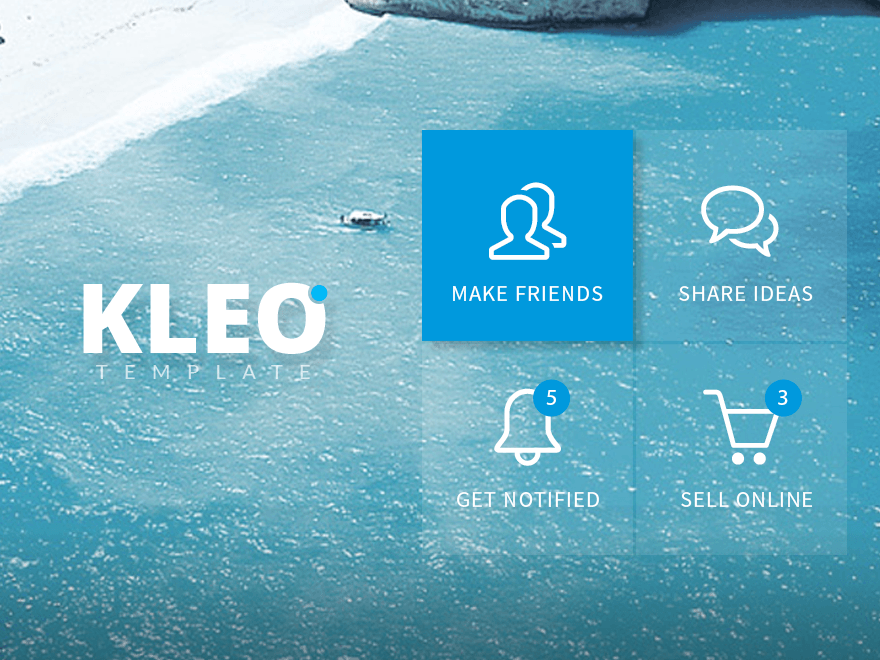 KLEO
TEMPLATE
MAKE FRIENDS
SHARE IDEAS
5
3
GET NOTIFIED
SELL ONLINE